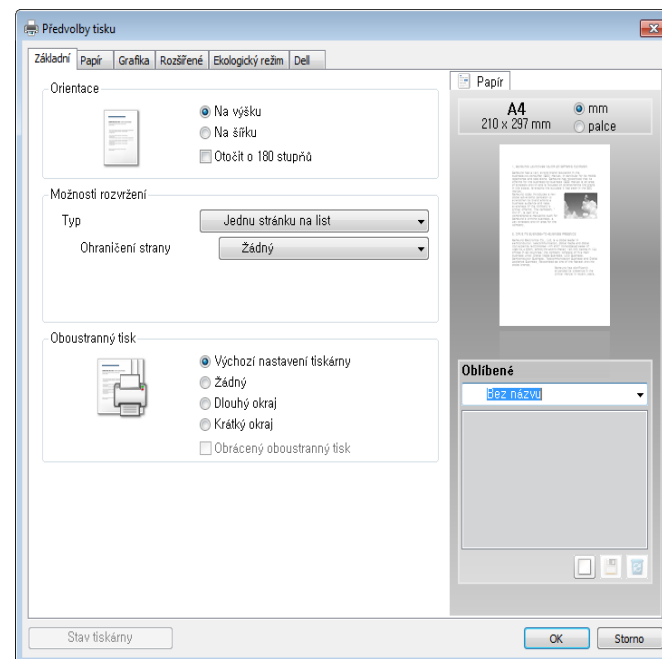 Předvolby tisku
Základní Papír Grafika Rozšířené Ekologický režim Dell
Orientace
Na výšku
Na šířku
Otočit o 180 stupňů
Možnosti rozvržení
Typ Jednu stránku na list
Ohraničení strany Žádný
Oboustranný tisk
Výchozí nastavení tiskárny
Žádný
Dlouhý okraj
Krátký okraj
Obrácený oboustranný tisk
Papír
A4 mm
210 x 297 mm palce
Oblíbené
Bez názvu
Stav tiskárny OK Storno